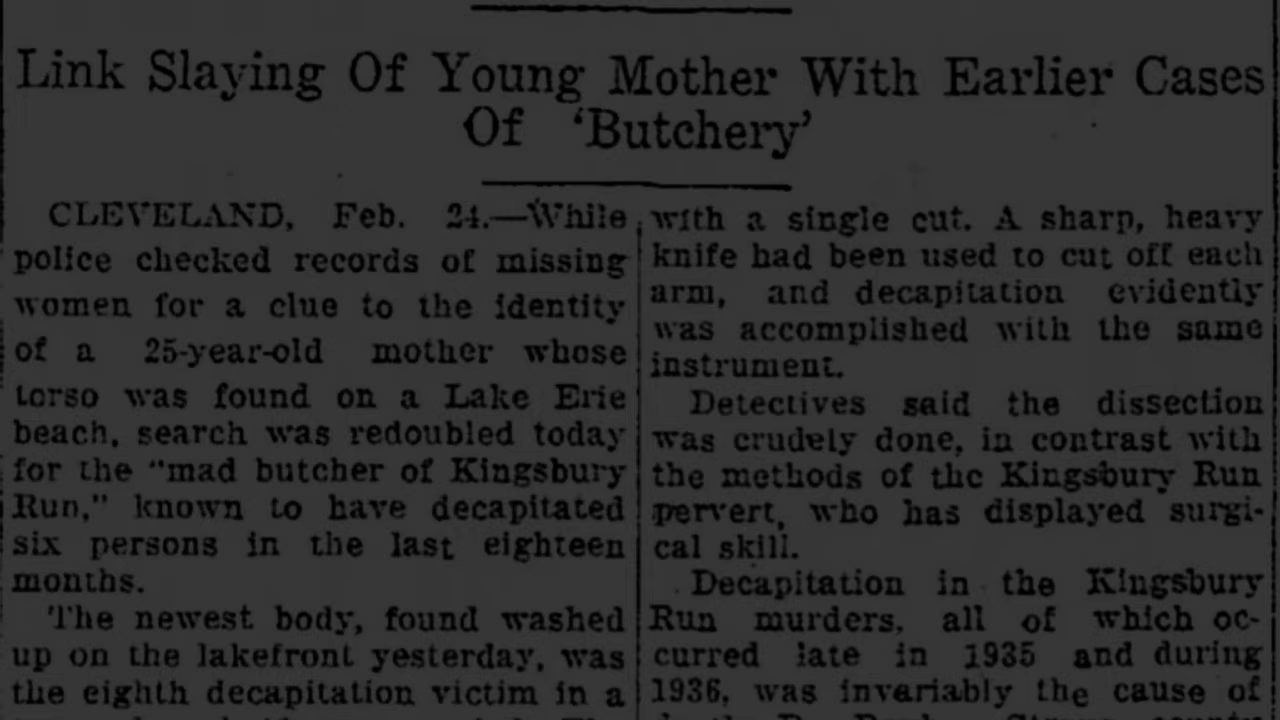 Link Slaying Of Young Mother With Earlier Cases
Of 'Butchery'
CLEVELAND, Feb. 24.—While
police checked records of missing
women for a clue to the identity
of a 25-year-old mother whose
torso was found on a Lake Erie
beach, search was redoubled today
for the "mad butcher of Kingsbury
Run," known to have decapitated
six persons in the last eighteen
months.
The newest body, found washed
up on the lakefront yesterday, was
the eighth decapitation victim in a
with a single cut. A sharp, heavy
knife had been used to cut off each
arm, and decapitation evidently
was accomplished with the same
instrument.
Detectives said the dissection
was crudely done, in contrast with
the methods of the Kingsbury Run
pervert, who has displayed surgi-
cal skill.
Decapitation in the Kingsbury
Run murders, all of which oc-
curred late in 1935 and during
1936, was invariably the cause of